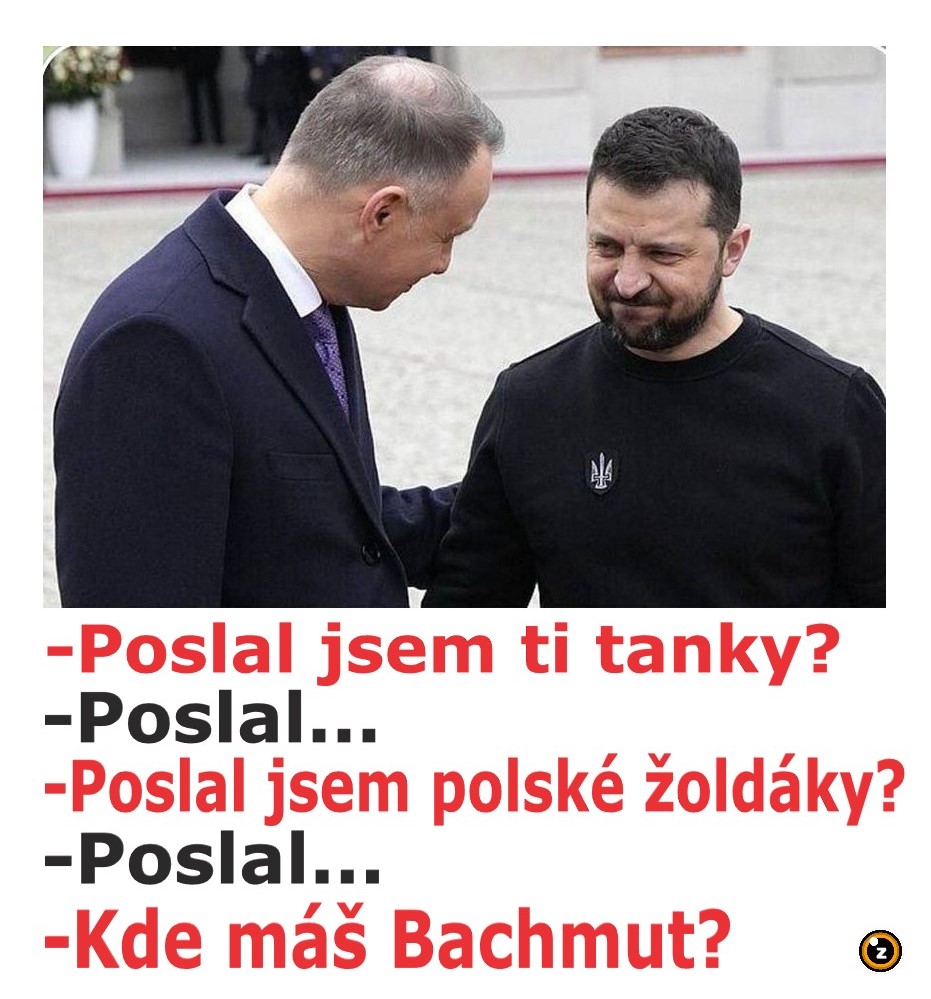 -Poslal jsem ti tanky?
-Poslal...
-Poslal jsem polské žoldáky?
-Poslal...
-Kde máš Bachmut?
z